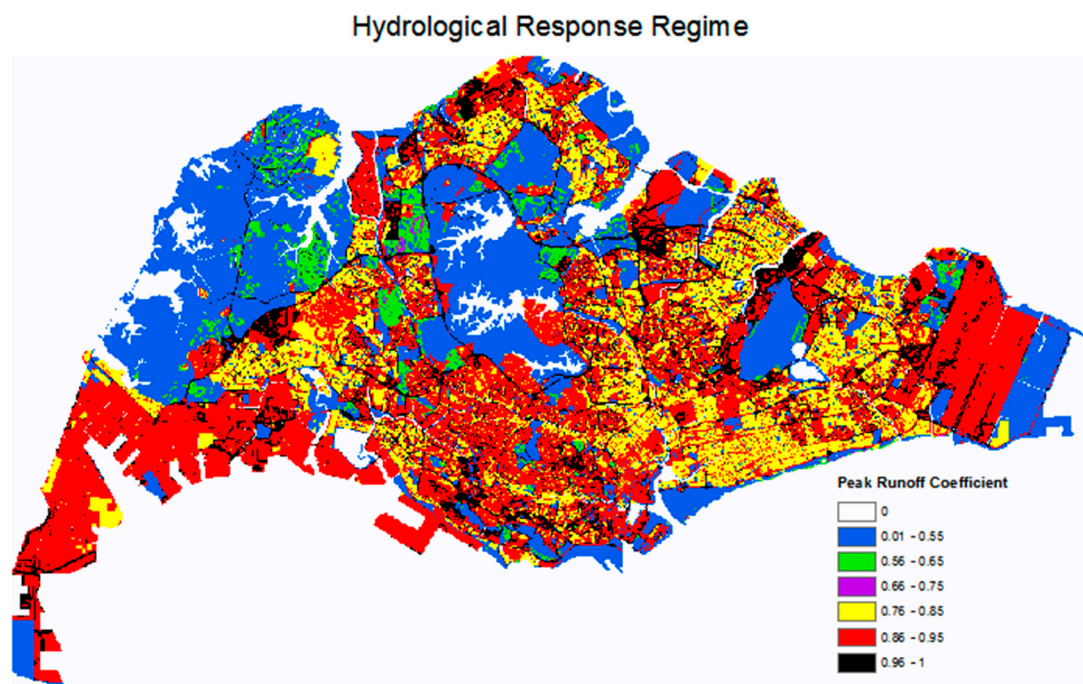 Hydrological Response Regime
Peak Runoff Coefficient
0
0.01 - 0.55
0.56 - 0.65
0.66 - 0.75
0.76 - 0.85
0.86 - 0.95
0.96 - 1